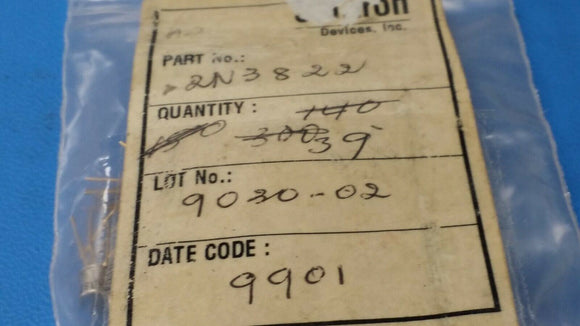 Devices, Inc.
PART No.:
2N3822
QUANTITY : 140
300 39
LOT No.:
9030-02
DATE CODE :
9901